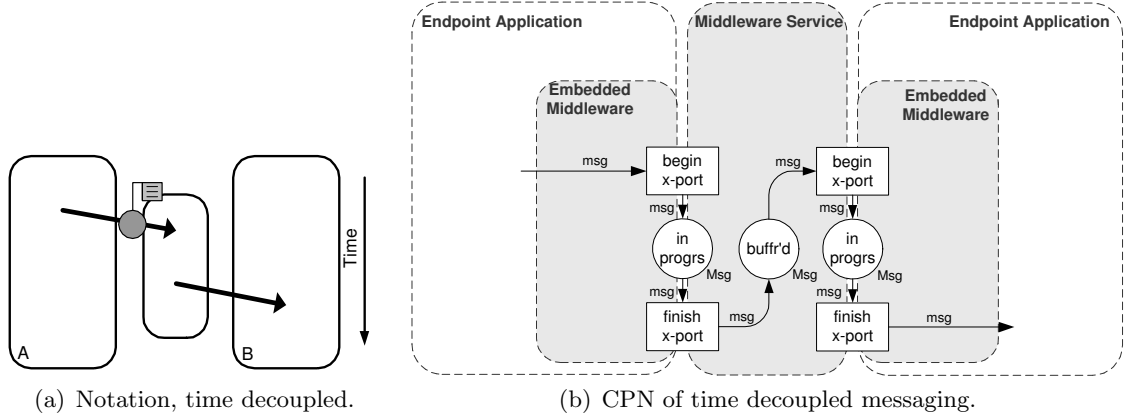 Endpoint Application
Middleware Service
Endpoint Application
Embedded
Middleware
Embedded
Middleware
msg
begin
x-port
msg
begin
x-port
msg
msg
in
progrs
Msg
buffr'd
Msg
in
progrs
Msg
msg
msg
finish
x-port
msg
finish
x-port
msg
A
B
Time
(a) Notation, time decoupled.
(b) CPN of time decoupled messaging.